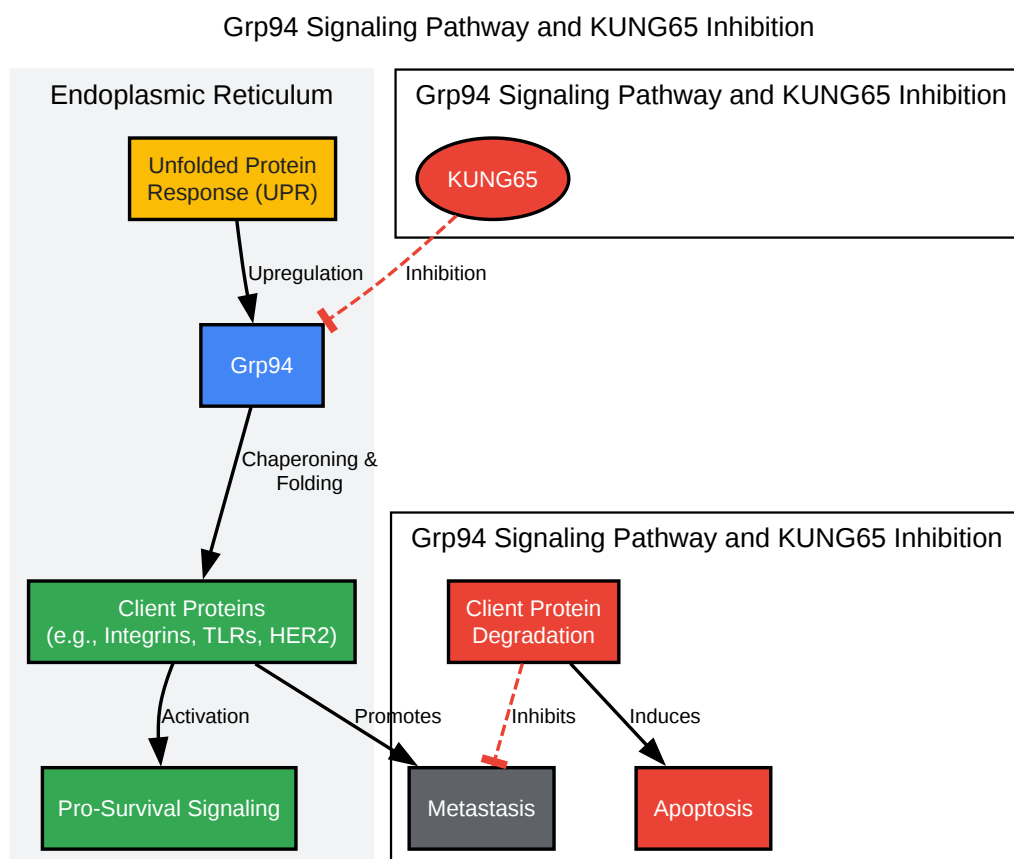 Grp94 Signaling Pathway and KUNG65 Inhibition
Endoplasmic Reticulum
Grp94 Signaling Pathway and KUNG65 Inhibition
Unfolded Protein
Response (UPR)
KUNG65
Upregulation
Inhibition
Grp94
Chaperoning &
Folding
Grp94 Signaling Pathway and KUNG65 Inhibition
Client Proteins
(e.g., Integrins, TLRs, HER2)
Client Protein
Degradation
Activation
Promotes
Inhibits
Induces
Pro-Survival Signaling
Metastasis
Apoptosis